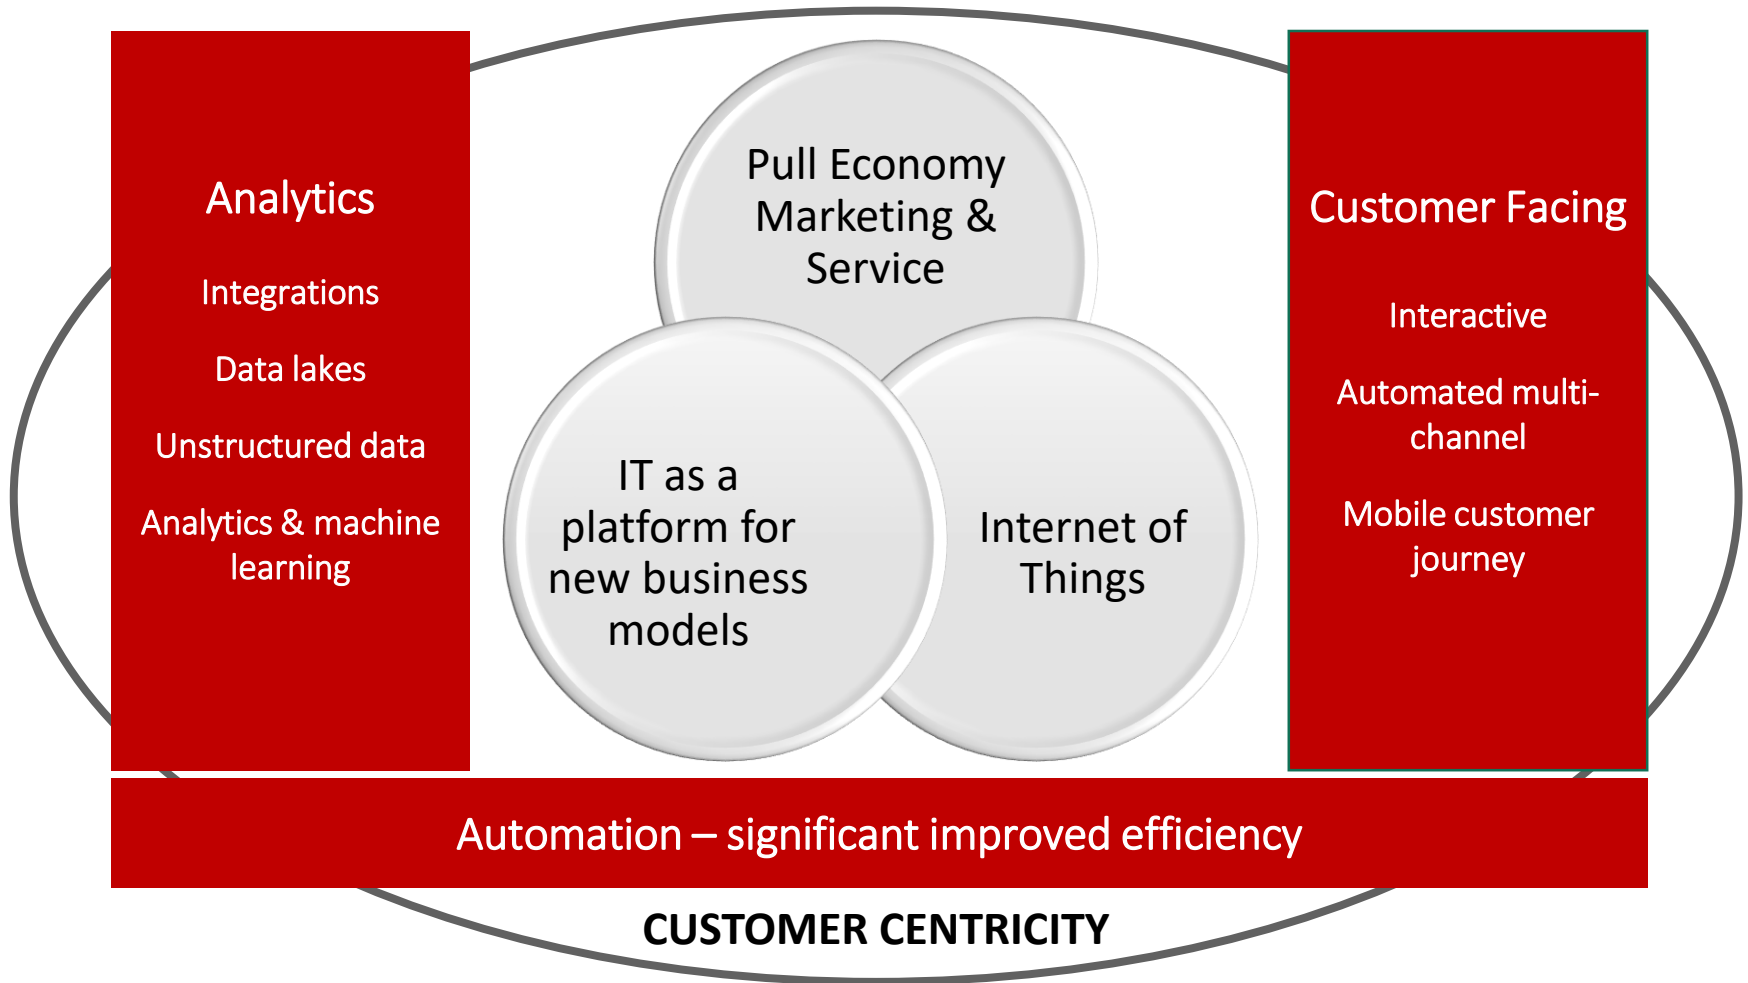 Analytics
Integrations
Data lakes
Unstructured data
Analytics & machine
learning
Pull Economy
Marketing &
Service
IT as a
platform for
new business
models
Internet of
Things
Customer Facing
Interactive
Automated multi-
channel
Mobile customer
journey
Automation – significant improved efficiency
CUSTOMER CENTRICITY